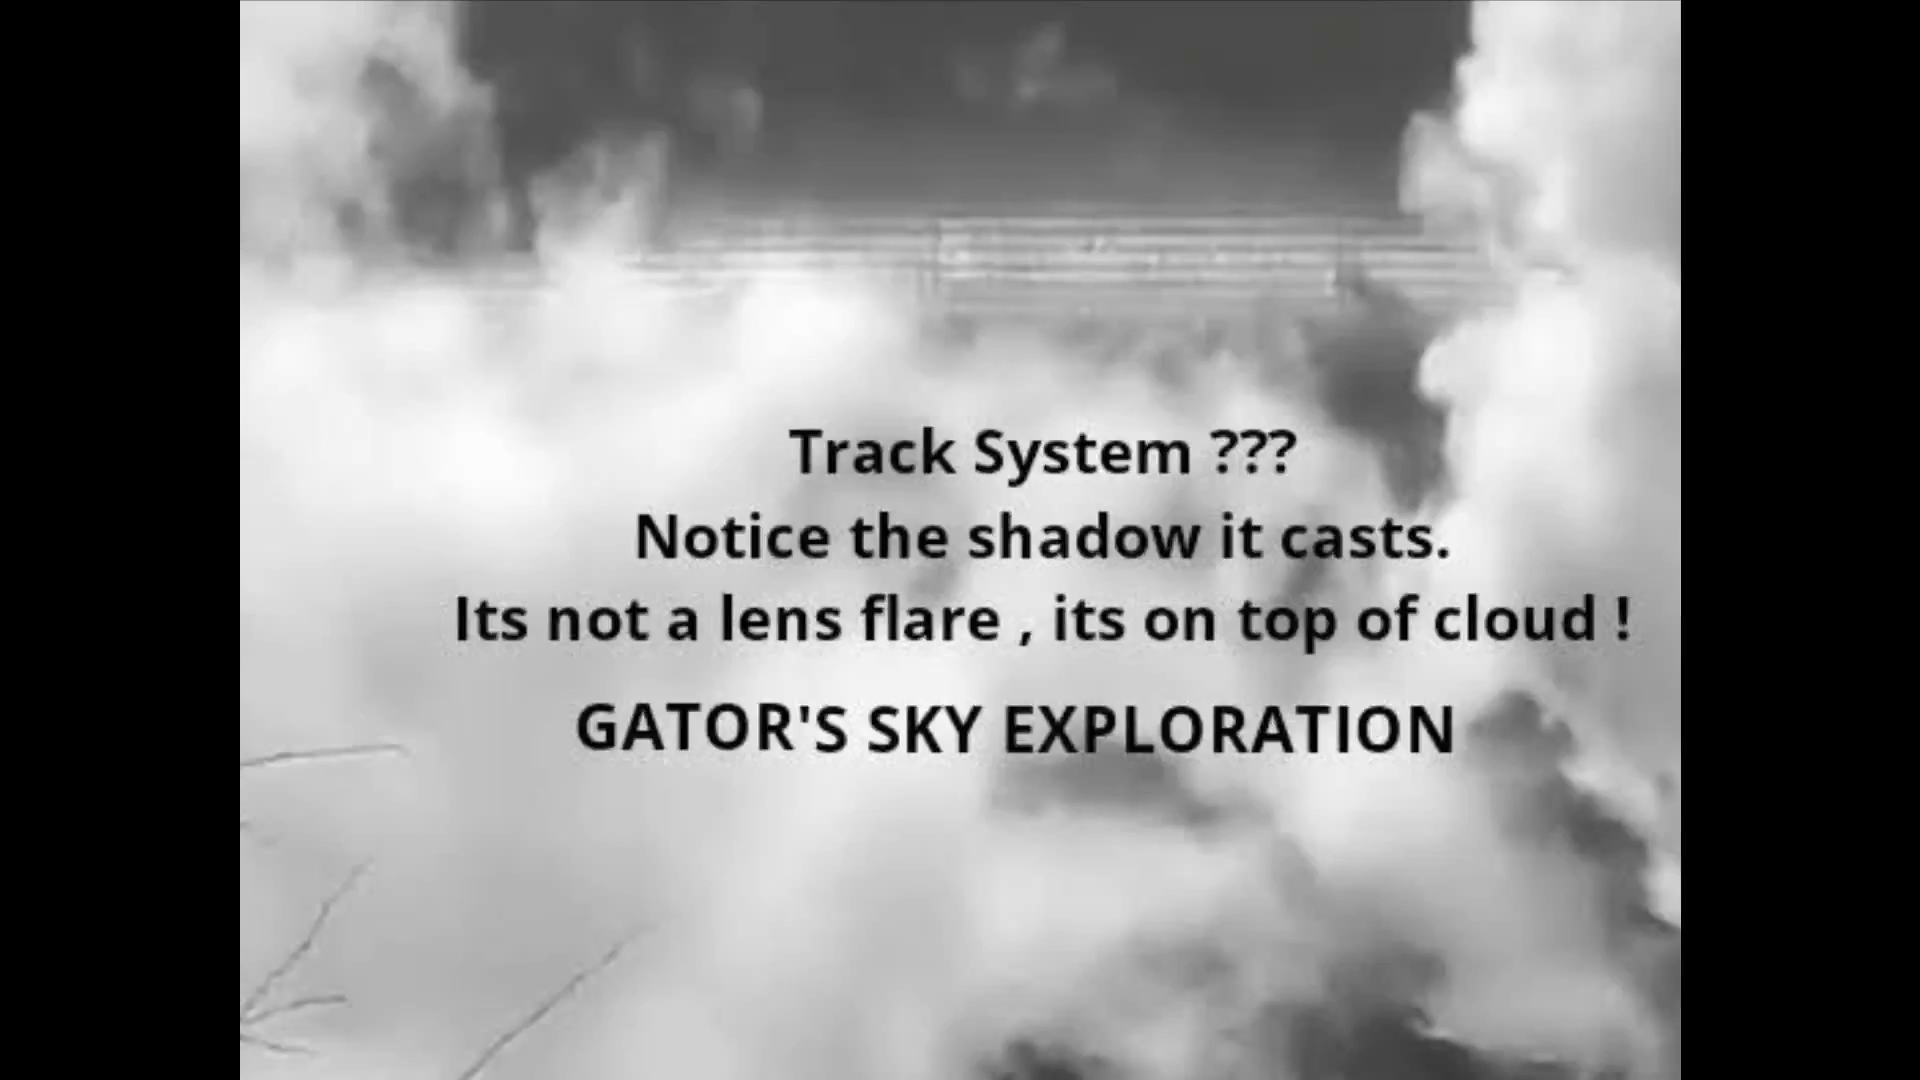 Track System ???
Notice the shadow it casts.
Its not a lens flare , its on top of cloud !
GATOR'S SKY EXPLORATION